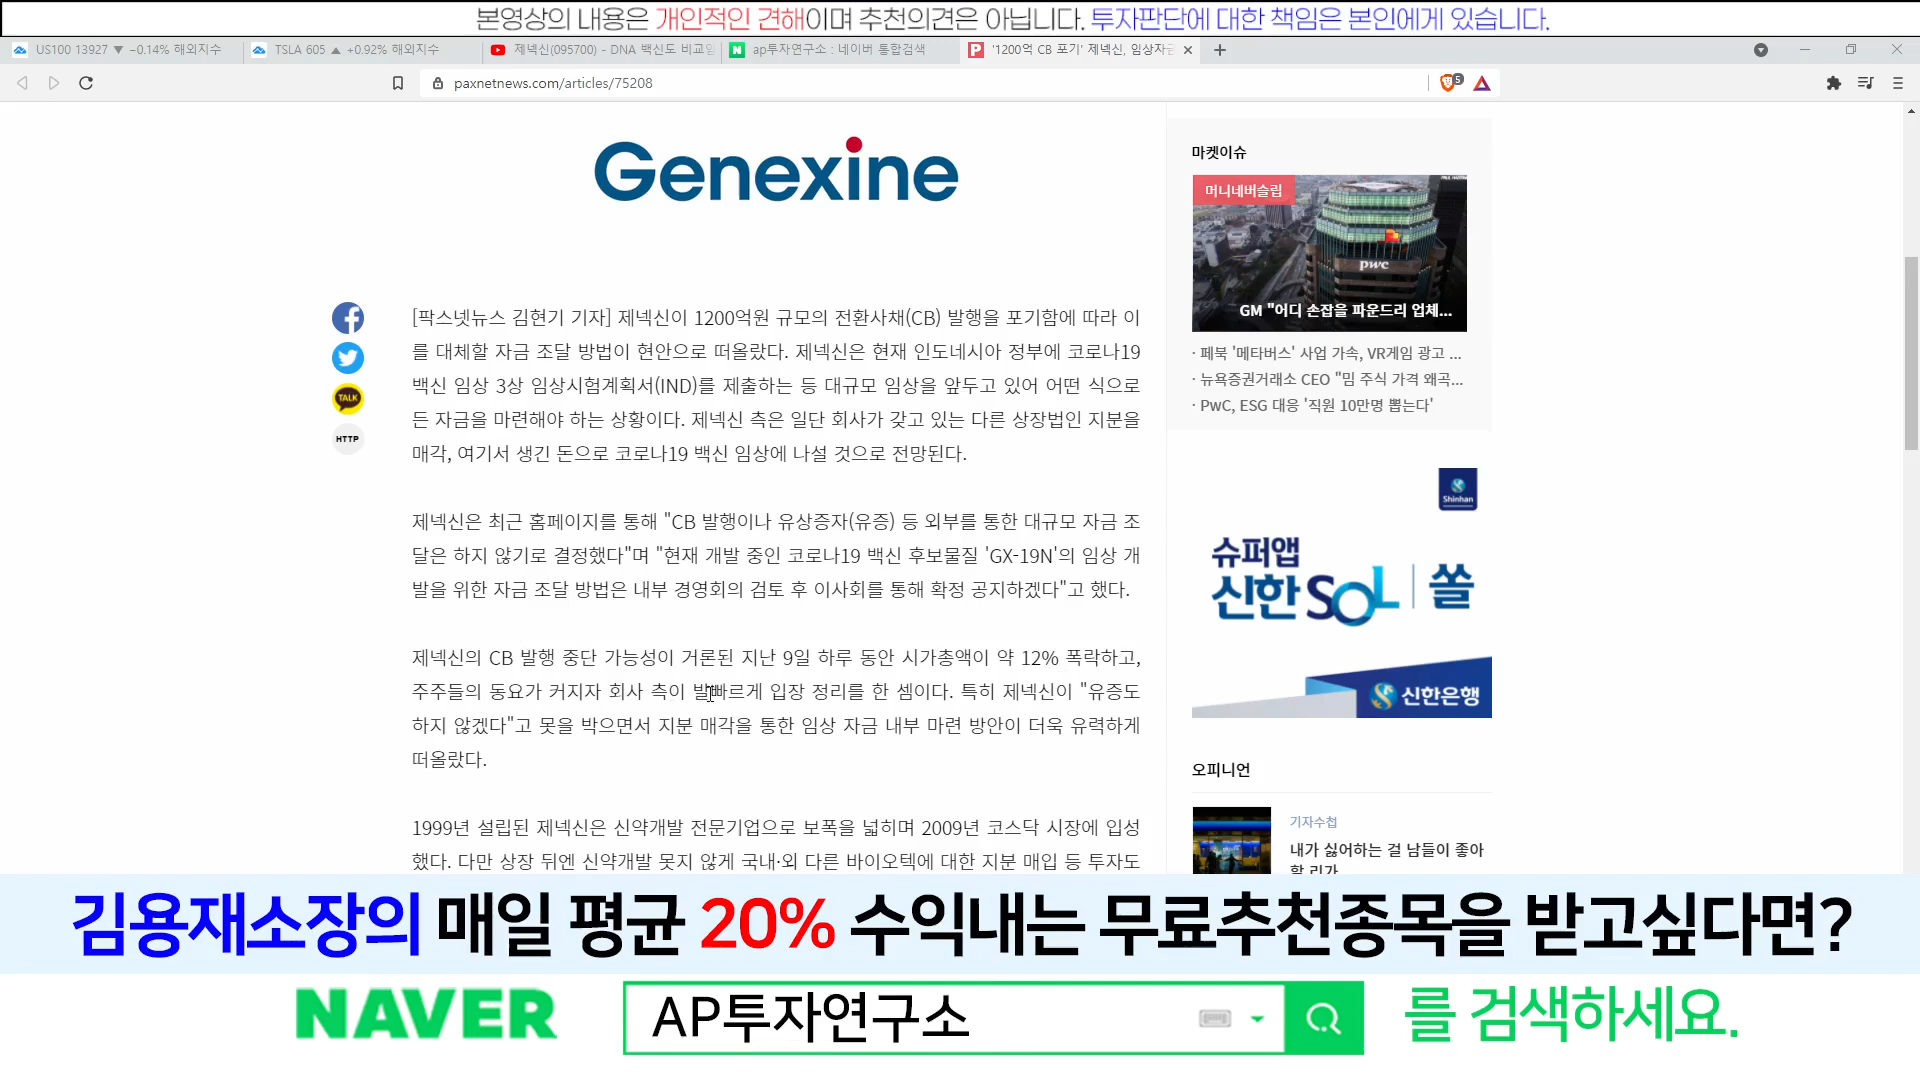 본영상의 내용은 개인적인 견해이며 추천의견은 아닙니다. 투자판단에 대한 책임은 본인에게 있습니다.
US100 13927 ▼ −0.14% 해외지수
TSLA 605 ▲ +0.92% 해외지수
제넥신(095700) - DNA 백신도 비교임
ap투자연구소 : 네이버 통합검색
'1200억 CB 포기' 제넥신, 임상자금
paxnetnews.com/articles/75208
5
Genexine
TALK
HTTP
[팍스넷뉴스 김현기 기자] 제넥신이 1200억원 규모의 전환사채(CB) 발행을 포기함에 따라 이
를 대체할 자금 조달 방법이 현안으로 떠올랐다. 제넥신은 현재 인도네시아 정부에 코로나19
백신 임상 3상 임상시험계획서(IND)를 제출하는 등 대규모 임상을 앞두고 있어 어떤 식으로
든 자금을 마련해야 하는 상황이다. 제넥신 측은 일단 회사가 갖고 있는 다른 상장법인 지분을
매각, 여기서 생긴 돈으로 코로나19 백신 임상에 나설 것으로 전망된다.
제넥신은 최근 홈페이지를 통해 "CB 발행이나 유상증자(유증) 등 외부를 통한 대규모 자금 조
달은 하지 않기로 결정했다"며 "현재 개발 중인 코로나19 백신 후보물질 'GX-19N'의 임상 개
발을 위한 자금 조달 방법은 내부 경영회의 검토 후 이사회를 통해 확정 공지하겠다"고 했다.
제넥신의 CB 발행 중단 가능성이 거론된 지난 9일 하루 동안 시가총액이 약 12% 폭락하고,
주주들의 동요가 커지자 회사 측이 발빠르게 입장 정리를 한 셈이다. 특히 제넥신이 "유증도
하지 않겠다"고 못을 박으면서 지분 매각을 통한 임상 자금 내부 마련 방안이 더욱 유력하게
떠올랐다.
1999년 설립된 제넥신은 신약개발 전문기업으로 보폭을 넓히며 2009년 코스닥 시장에 입성
했다. 다만 상장 뒤엔 신약개발 못지 않게 국내·외 다른 바이오텍에 대한 지분 매입 등 투자도
마켓이슈
머니네버슬립
pwc
GM "어디 손잡을 파운드리 업체...
· 페북 '메타버스' 사업 가속, VR게임 광고 ...
· 뉴욕증권거래소 CEO "밈 주식 가격 왜곡...
· PwC, ESG 대응 '직원 10만명 뽑는다'
Shinhan
슈퍼앱
신한 SOL | 쏠
신한은행
오피니언
기자수첩
내가 싫어하는 걸 남들이 좋아
할 리가
김용재소장의 매일 평균 20% 수익내는 무료추천종목을 받고싶다면?
NAVER AP투자연구소 를 검색하세요.